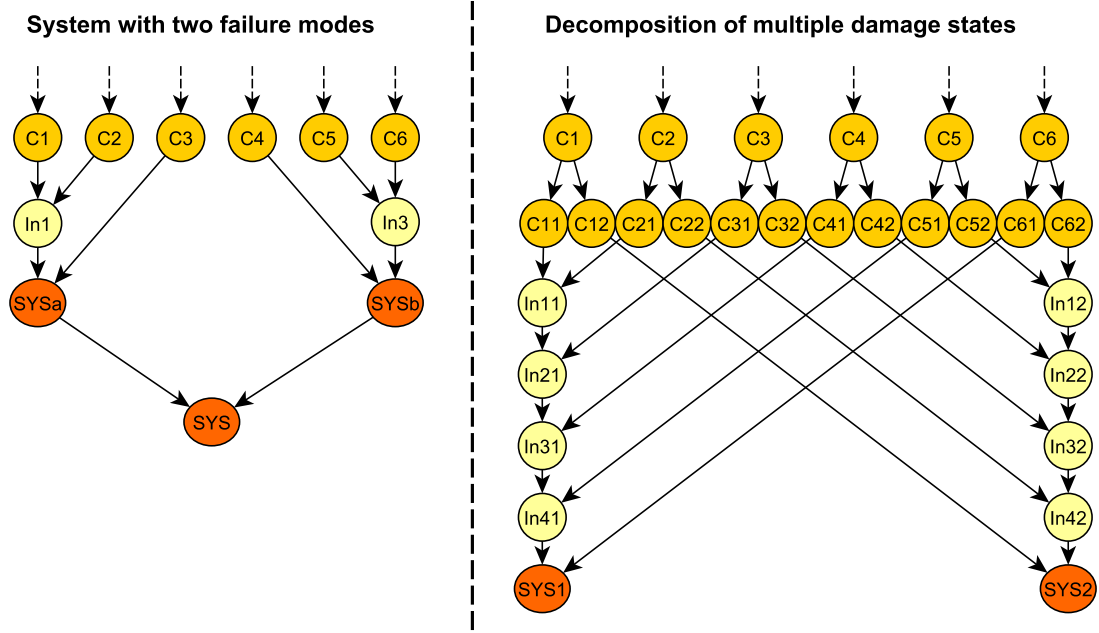 System with two failure modes
Decomposition of multiple damage states
C1 C2 C3 C4 C5 C6
In1 In3
SYSa SYSb
SYS
C1 C2 C3 C4 C5 C6
C11 C12 C21 C22 C31 C32 C41 C42 C51 C52 C61 C62
In11 In12
In21 In22
In31 In32
In41 In42
SYS1 SYS2